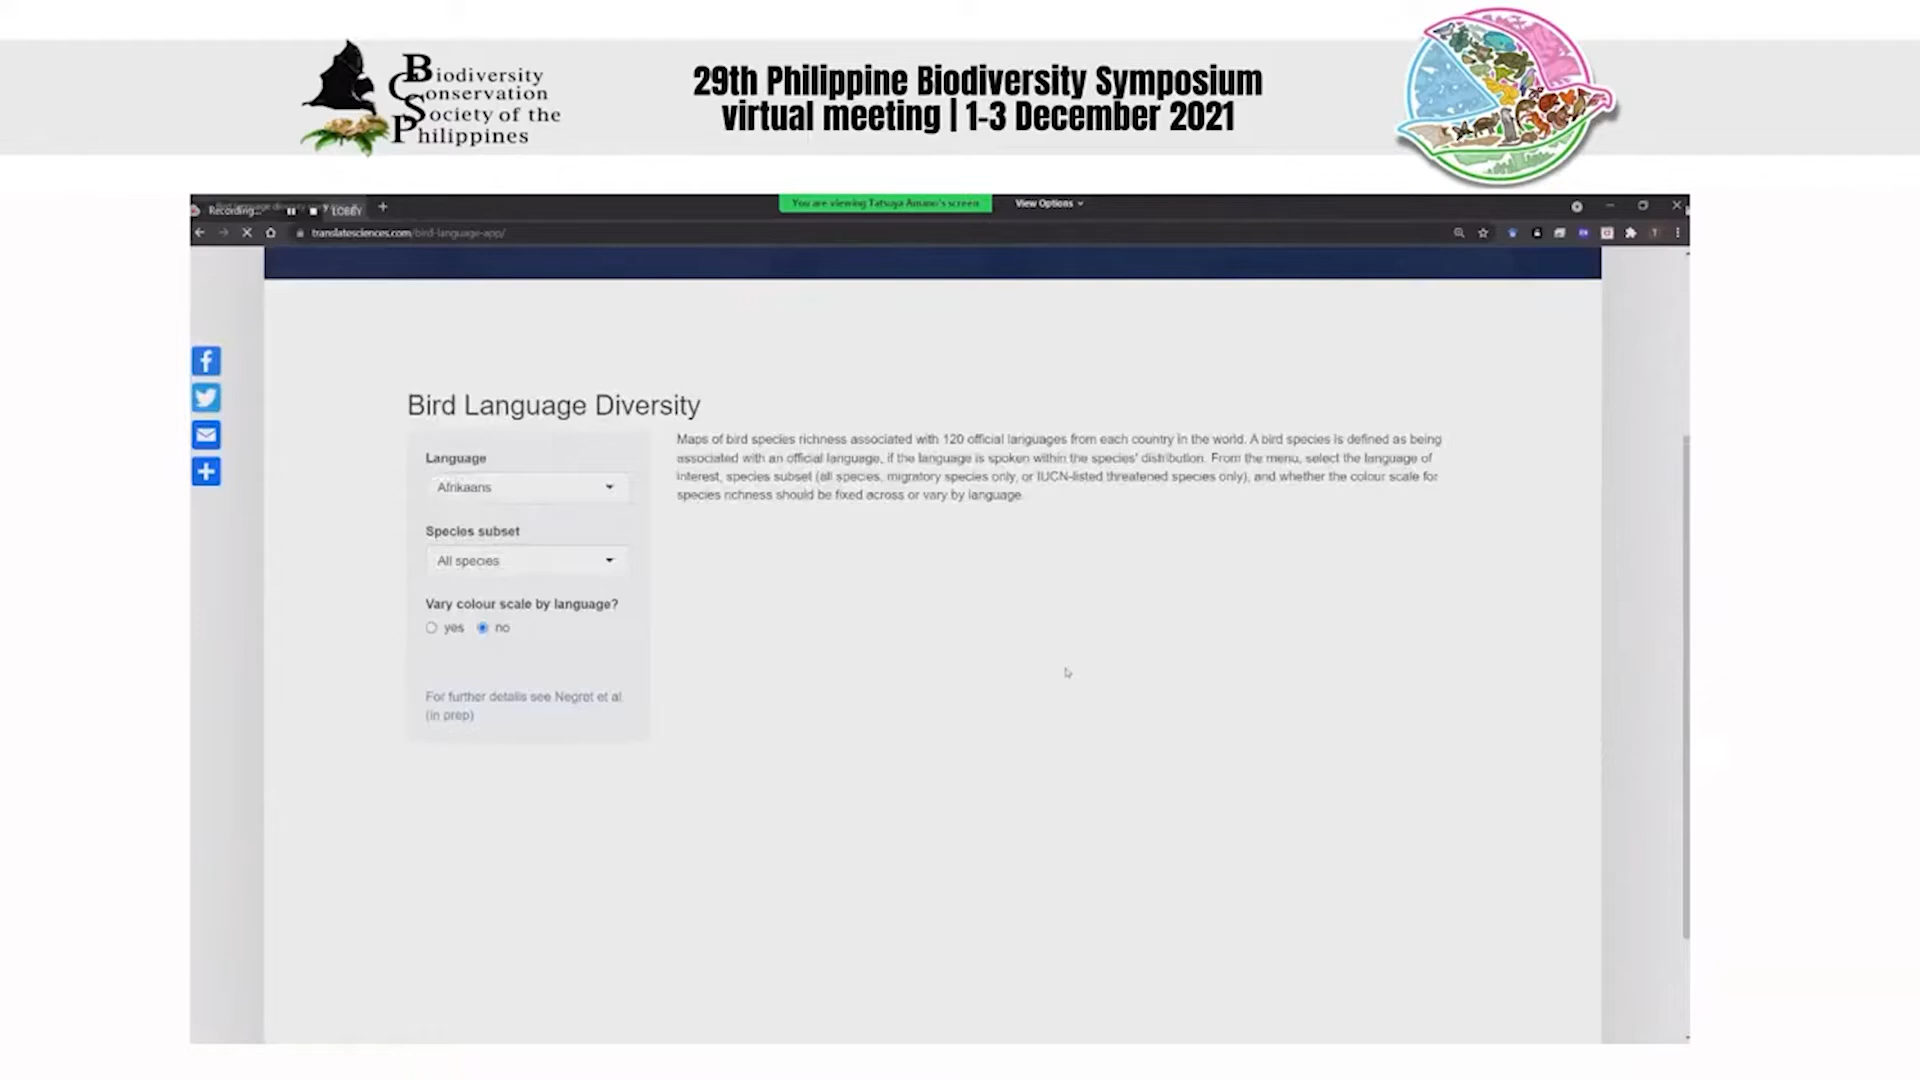 Biodiversity
Conservation
Society of the
Philippines
29th Philippine Biodiversity Symposium
virtual meeting | 1-3 December 2021
Recording...
LOBBY
You are viewing Tatsuya Amano's screen
View Options
translatesciences.com/bird-language-app/
Bird Language Diversity
Language
Afrikaans
Species subset
All species
Vary colour scale by language?
yes no
For further details see Negret et al.
(in prep)
Maps of bird species richness associated with 120 official languages from each country in the world. A bird species is defined as being
associated with an official language, if the language is spoken within the species' distribution. From the menu, select the language of
interest, species subset (all species, migratory species only, or IUCN-listed threatened species only), and whether the colour scale for
species richness should be fixed across or vary by language.